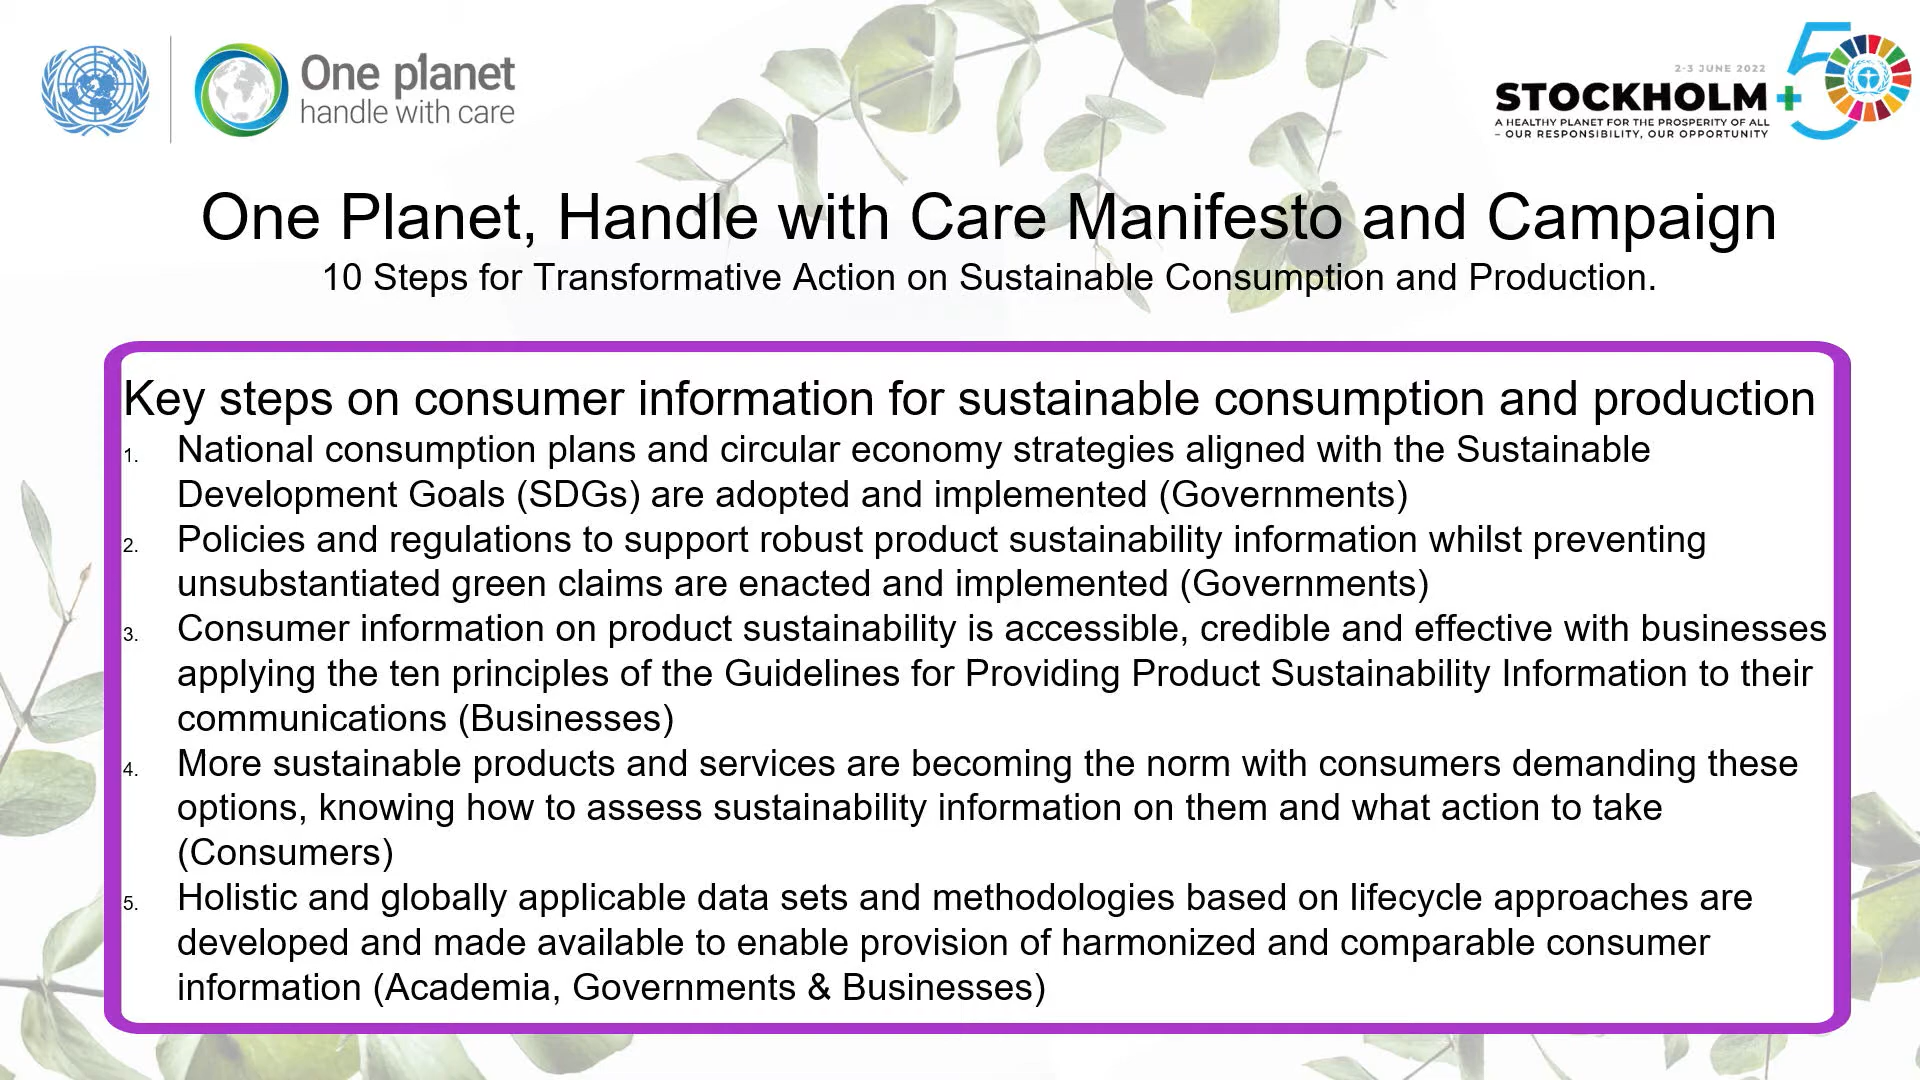 One planet
handle with care
2-3 JUNE 2022
STOCKHOLM+50
A HEALTHY PLANET FOR THE PROSPERITY OF ALL
– OUR RESPONSIBILITY, OUR OPPORTUNITY
One Planet, Handle with Care Manifesto and Campaign
10 Steps for Transformative Action on Sustainable Consumption and Production.
Key steps on consumer information for sustainable consumption and production
1. National consumption plans and circular economy strategies aligned with the Sustainable
Development Goals (SDGs) are adopted and implemented (Governments)
2. Policies and regulations to support robust product sustainability information whilst preventing
unsubstantiated green claims are enacted and implemented (Governments)
3. Consumer information on product sustainability is accessible, credible and effective with businesses
applying the ten principles of the Guidelines for Providing Product Sustainability Information to their
communications (Businesses)
4. More sustainable products and services are becoming the norm with consumers demanding these
options, knowing how to assess sustainability information on them and what action to take
(Consumers)
5. Holistic and globally applicable data sets and methodologies based on lifecycle approaches are
developed and made available to enable provision of harmonized and comparable consumer
information (Academia, Governments & Businesses)